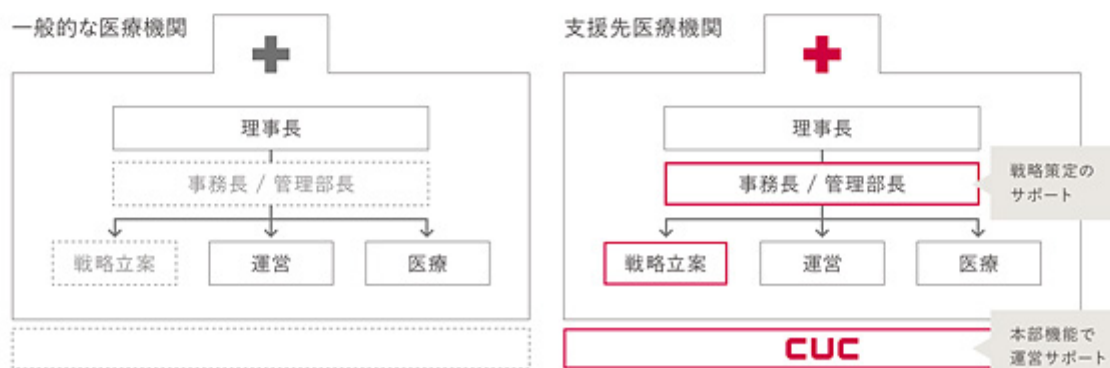 一般的な医療機関
理事長
事務長 / 管理部長
戦略立案
運営
医療
支援先医療機関
理事長
事務長 / 管理部長
戦略策定の
サポート
戦略立案
運営
医療
CUC
本部機能で
運営サポート